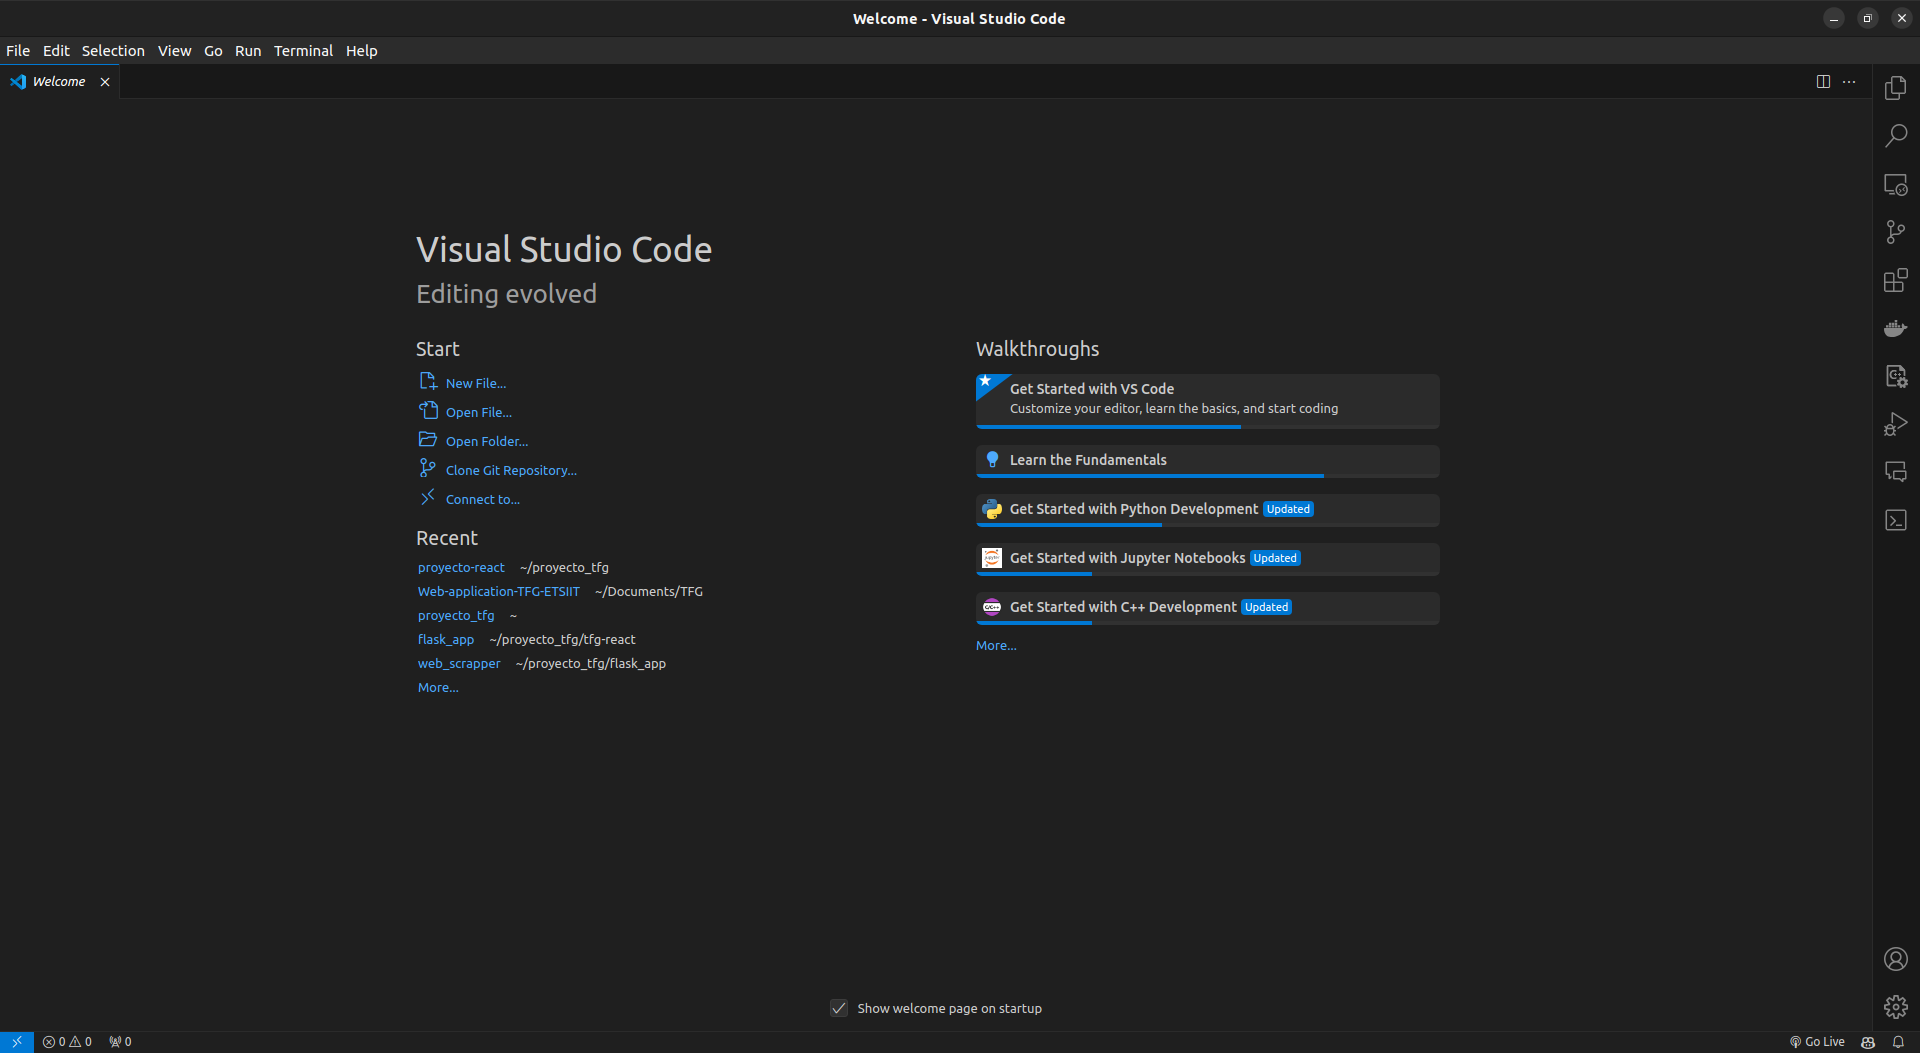 Welcome - Visual Studio Code
File Edit Selection View Go Run Terminal Help
Welcome
Visual Studio Code
Editing evolved
Start
New File...
Open File...
Open Folder...
Clone Git Repository...
Connect to...
Recent
proyecto-react ~/proyecto_tfg
Web-application-TFG-ETSIIT ~/Documents/TFG
proyecto_tfg ~
flask_app ~/proyecto_tfg/tfg-react
web_scrapper ~/proyecto_tfg/flask_app
More...
Walkthroughs
Get Started with VS Code
Customize your editor, learn the basics, and start coding
Learn the Fundamentals
Get Started with Python Development Updated
Get Started with Jupyter Notebooks Updated
Get Started with C++ Development Updated
More...
Show welcome page on startup
0 0 0 Go Live